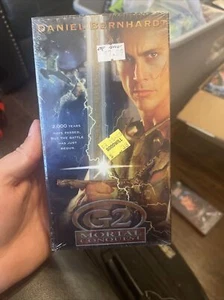 DANIEL BERNHARDT
2,000 YEARS
HAVE PASSED,
BUT THE BATTLE
HAS JUST
BEGUN.
G2
MORTAL
CONQUEST